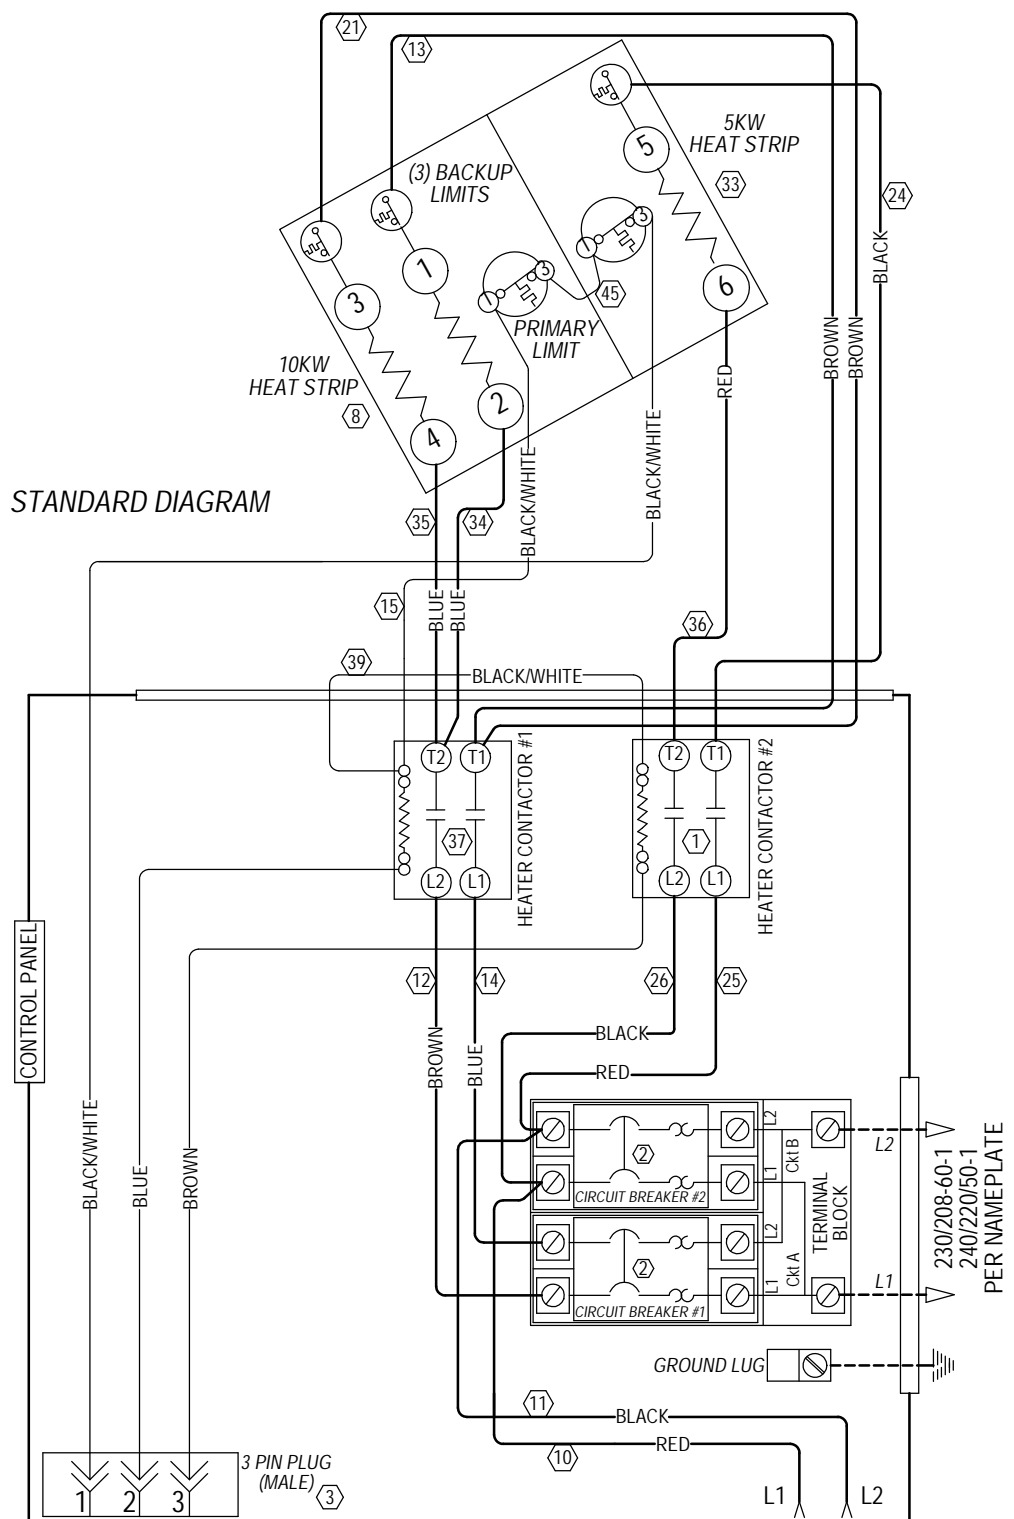 21
13
5KW
HEAT STRIP
5
33
24
(3) BACKUP
LIMITS
BLACK
3
1
1
3
1
3
45
6
PRIMARY
LIMIT
BROWN
BROWN
10KW
HEAT STRIP
8
2
4
RED
BLACK/WHITE
BLACK/WHITE
STANDARD DIAGRAM
35
34
15
BLUE
BLUE
36
39
BLACK/WHITE
T2
T1
HEATER CONTACTOR #1
T2
T1
HEATER CONTACTOR #2
37
1
L2
L1
L2
L1
CONTROL PANEL
12
14
26
25
BLACK
BROWN
BLUE
RED
BLACK/WHITE
BLUE
BROWN
L2
2
L1
CktB
CIRCUIT BREAKER #2
L2
TERMINAL
BLOCK
L2
2
L1
Ckt A
CIRCUIT BREAKER #1
L1
230/208-60-1
240/220/50-1
PER NAMEPLATE
GROUND LUG
11
BLACK
RED
10
3 PIN PLUG
(MALE)
3
1
2
3
L1
L2